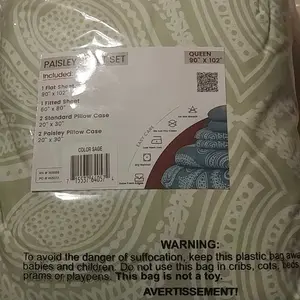 PAISLEY SET
QUEEN
90" X 102"
Included:
1 Flat Sheet
90" x 102"
1 Fitted Sheet
60" x 80"
2 Standard Pillow Case
20" x 30"
2 Paisley Pillow Case
20" x 30"
EASY CARE
COLOR SAGE
WARNING:
To avoid the danger of suffocation, keep this plastic bag away
babies and children. Do not use this bag in cribs, cots, beds
prams or playpens. This bag is not a toy.
AVERTISSEMENT!